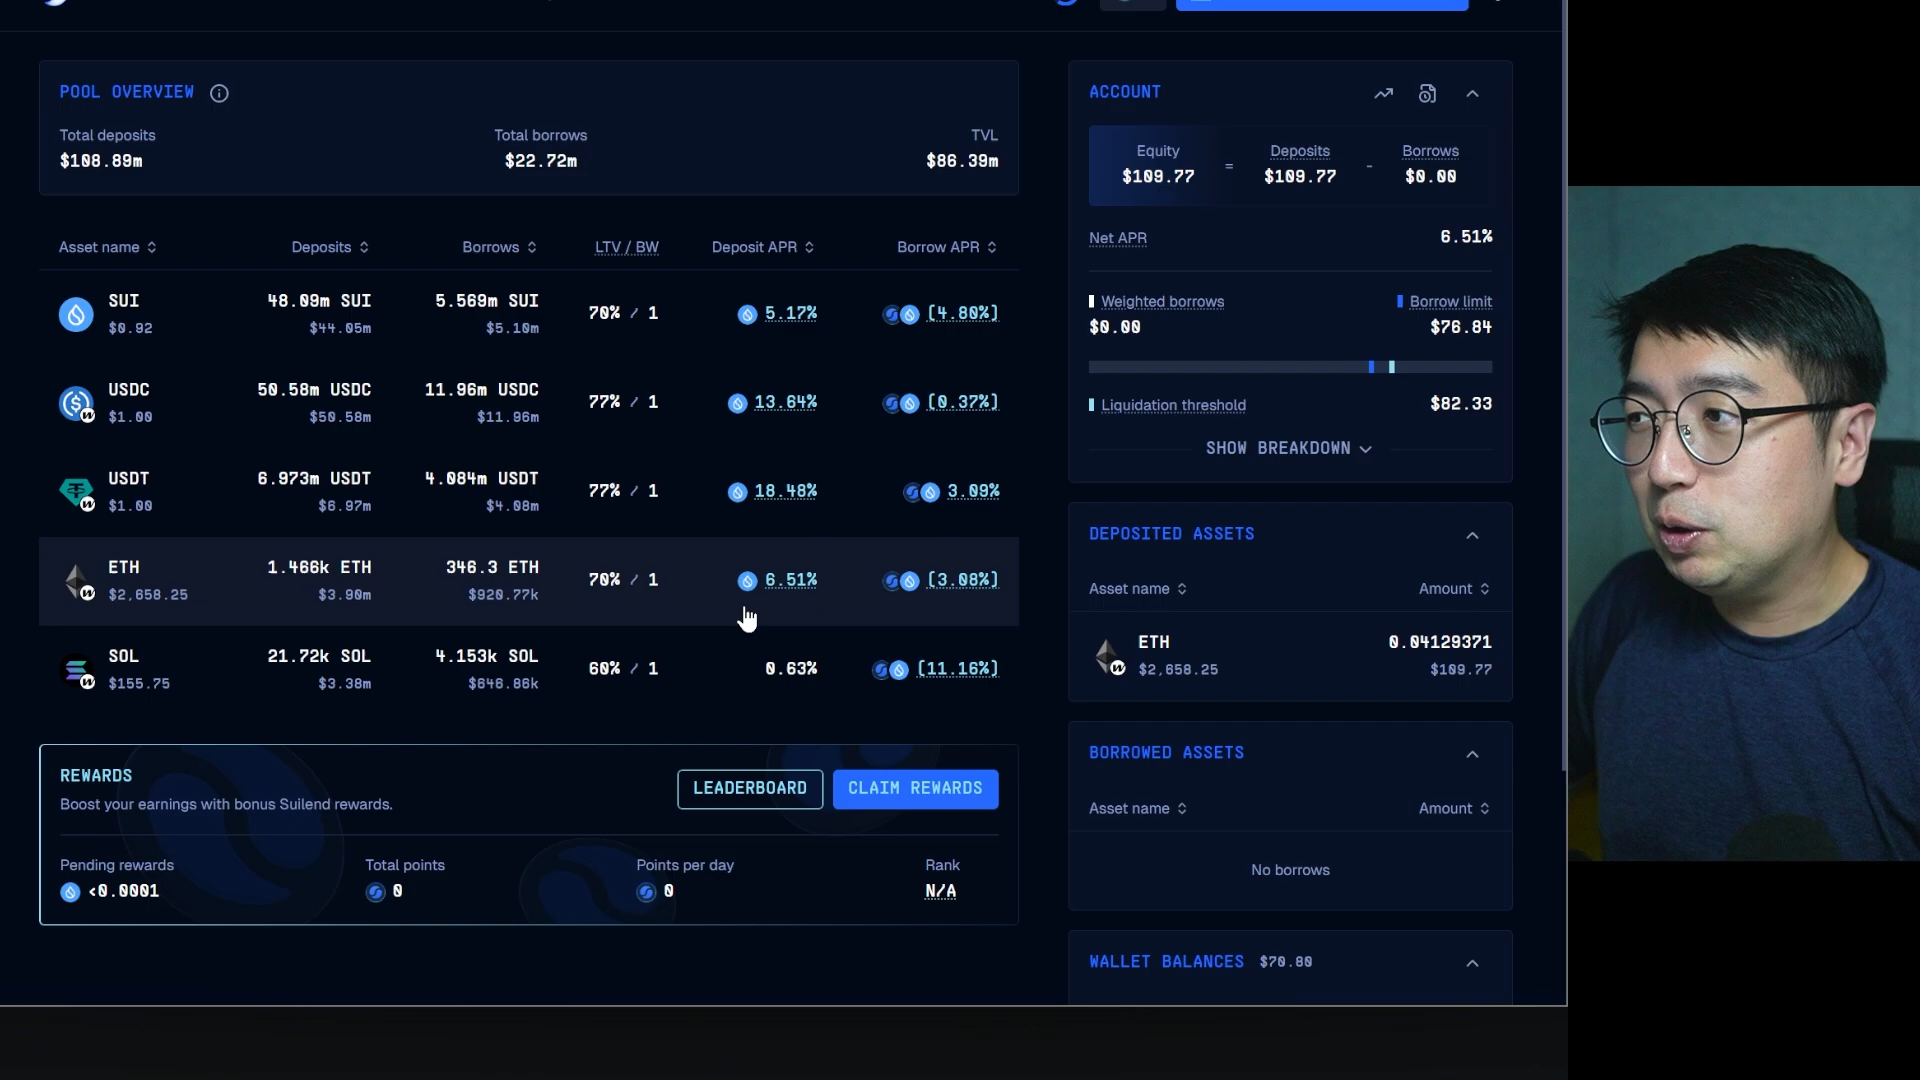 POOL OVERVIEW
Total deposits
$108.89m
Total borrows
$22.72m
TVL
$86.39m
Asset name Deposits Borrows LTV / BW Deposit APR Borrow APR
SUI 48.09m SUI 5.569m SUI 70% / 1 5.17% [4.80%]
$0.92 $44.05m $5.10m
USDC 50.58m USDC 11.96m USDC 77% / 1 13.64% [0.37%]
$1.00 $50.58m $11.96m
USDT 6.973m USDT 4.084m USDT 77% / 1 18.48% 3.09%
$1.00 $6.97m $4.08m
ETH 1.466k ETH 346.3 ETH 70% / 1 6.51% [3.08%]
$2,658.25 $3.90m $920.77k
SOL 21.72k SOL 4.153k SOL 60% / 1 0.63% [11.16%]
$155.75 $3.38m $646.86k
REWARDS
Boost your earnings with bonus Suilend rewards.
LEADERBOARD
CLAIM REWARDS
Pending rewards
<0.0001
Total points
0
Points per day
0
Rank
N/A
ACCOUNT
Equity = Deposits - Borrows
$109.77 $109.77 $0.00
Net APR 6.51%
Weighted borrows Borrow limit
$0.00 $76.84
Liquidation threshold $82.33
SHOW BREAKDOWN
DEPOSITED ASSETS
Asset name Amount
ETH 0.04129371
$2,658.25 $109.77
BORROWED ASSETS
Asset name Amount
No borrows
WALLET BALANCES $70.80